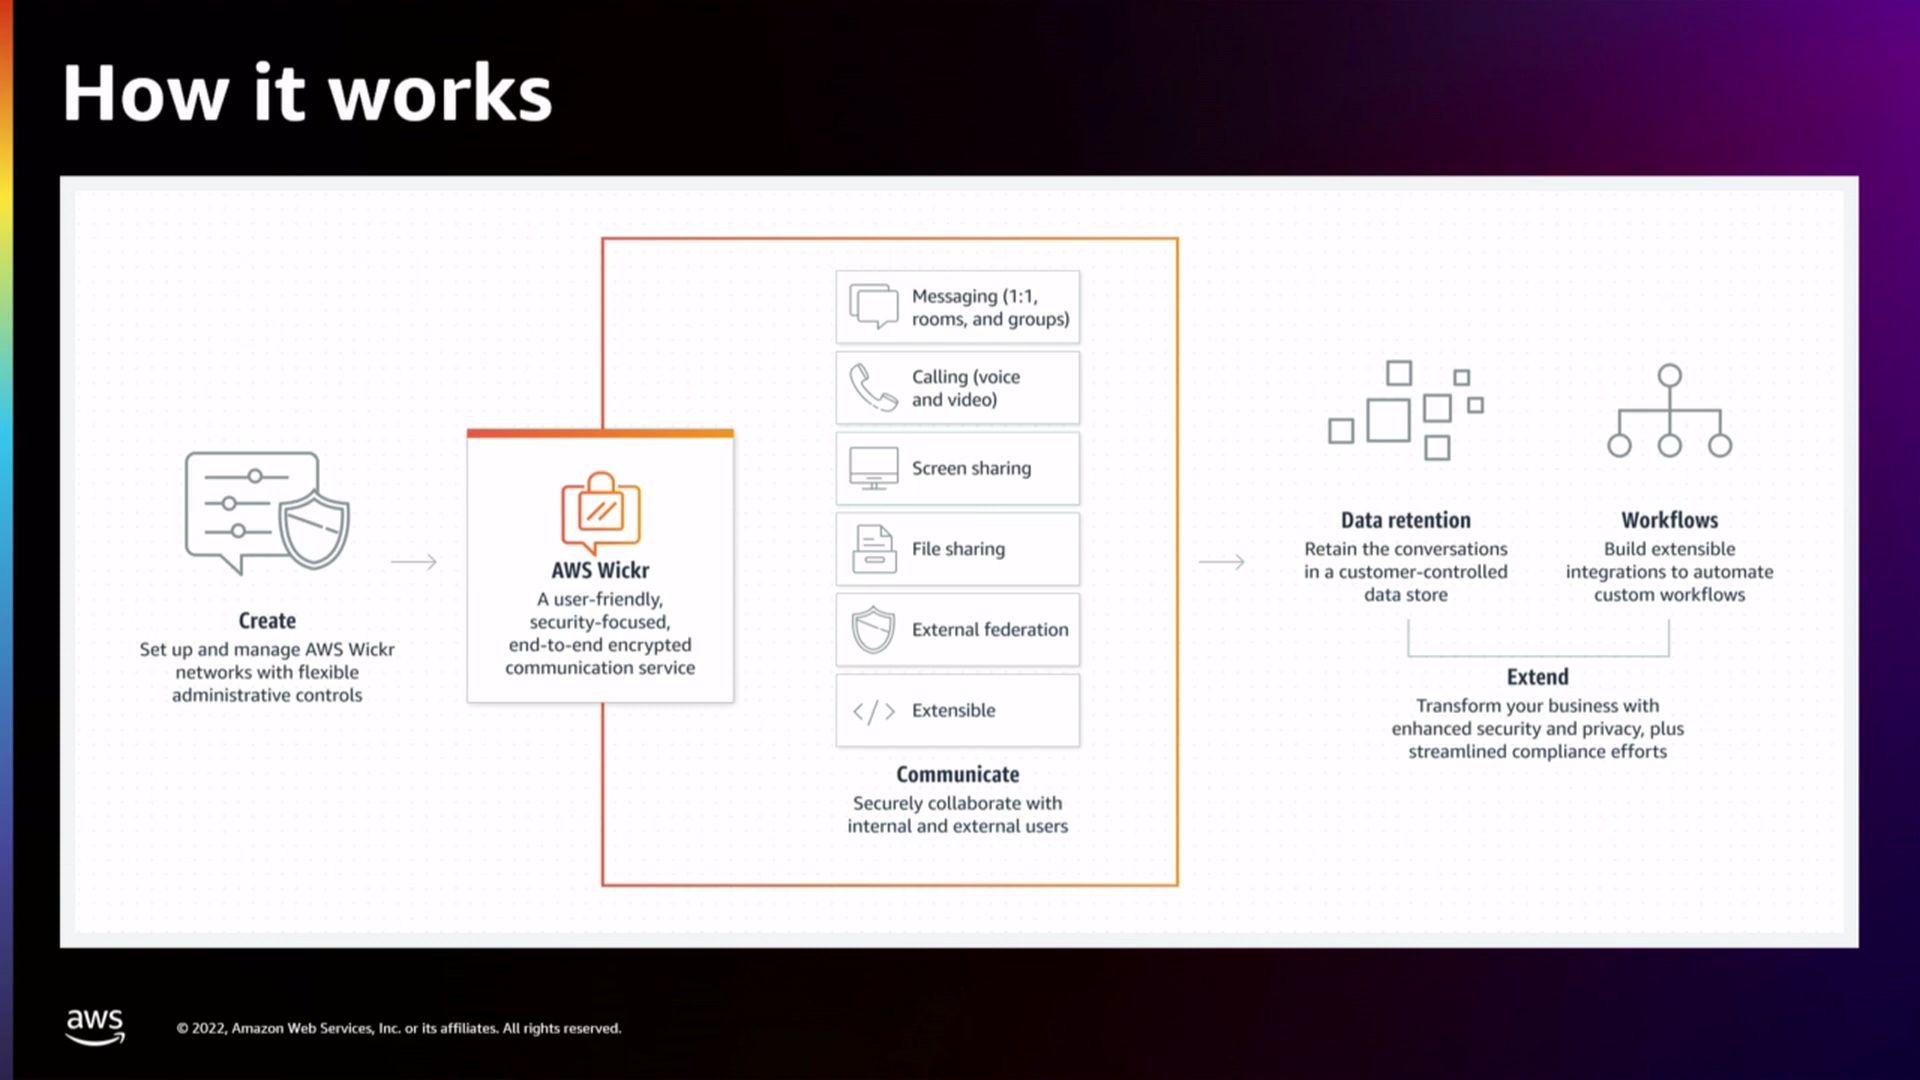 How it works
Create
Set up and manage AWS Wickr
networks with flexible
administrative controls
AWS Wickr
A user-friendly,
security-focused,
end-to-end encrypted
communication service
Messaging (1:1,
rooms, and groups)
Calling (voice
and video)
Screen sharing
File sharing
External federation
</> Extensible
Communicate
Securely collaborate with
internal and external users
Data retention
Retain the conversations
in a customer-controlled
data store
Workflows
Build extensible
integrations to automate
custom workflows
Extend
Transform your business with
enhanced security and privacy, plus
streamlined compliance efforts
aws
© 2022, Amazon Web Services, Inc. or its affiliates. All rights reserved.